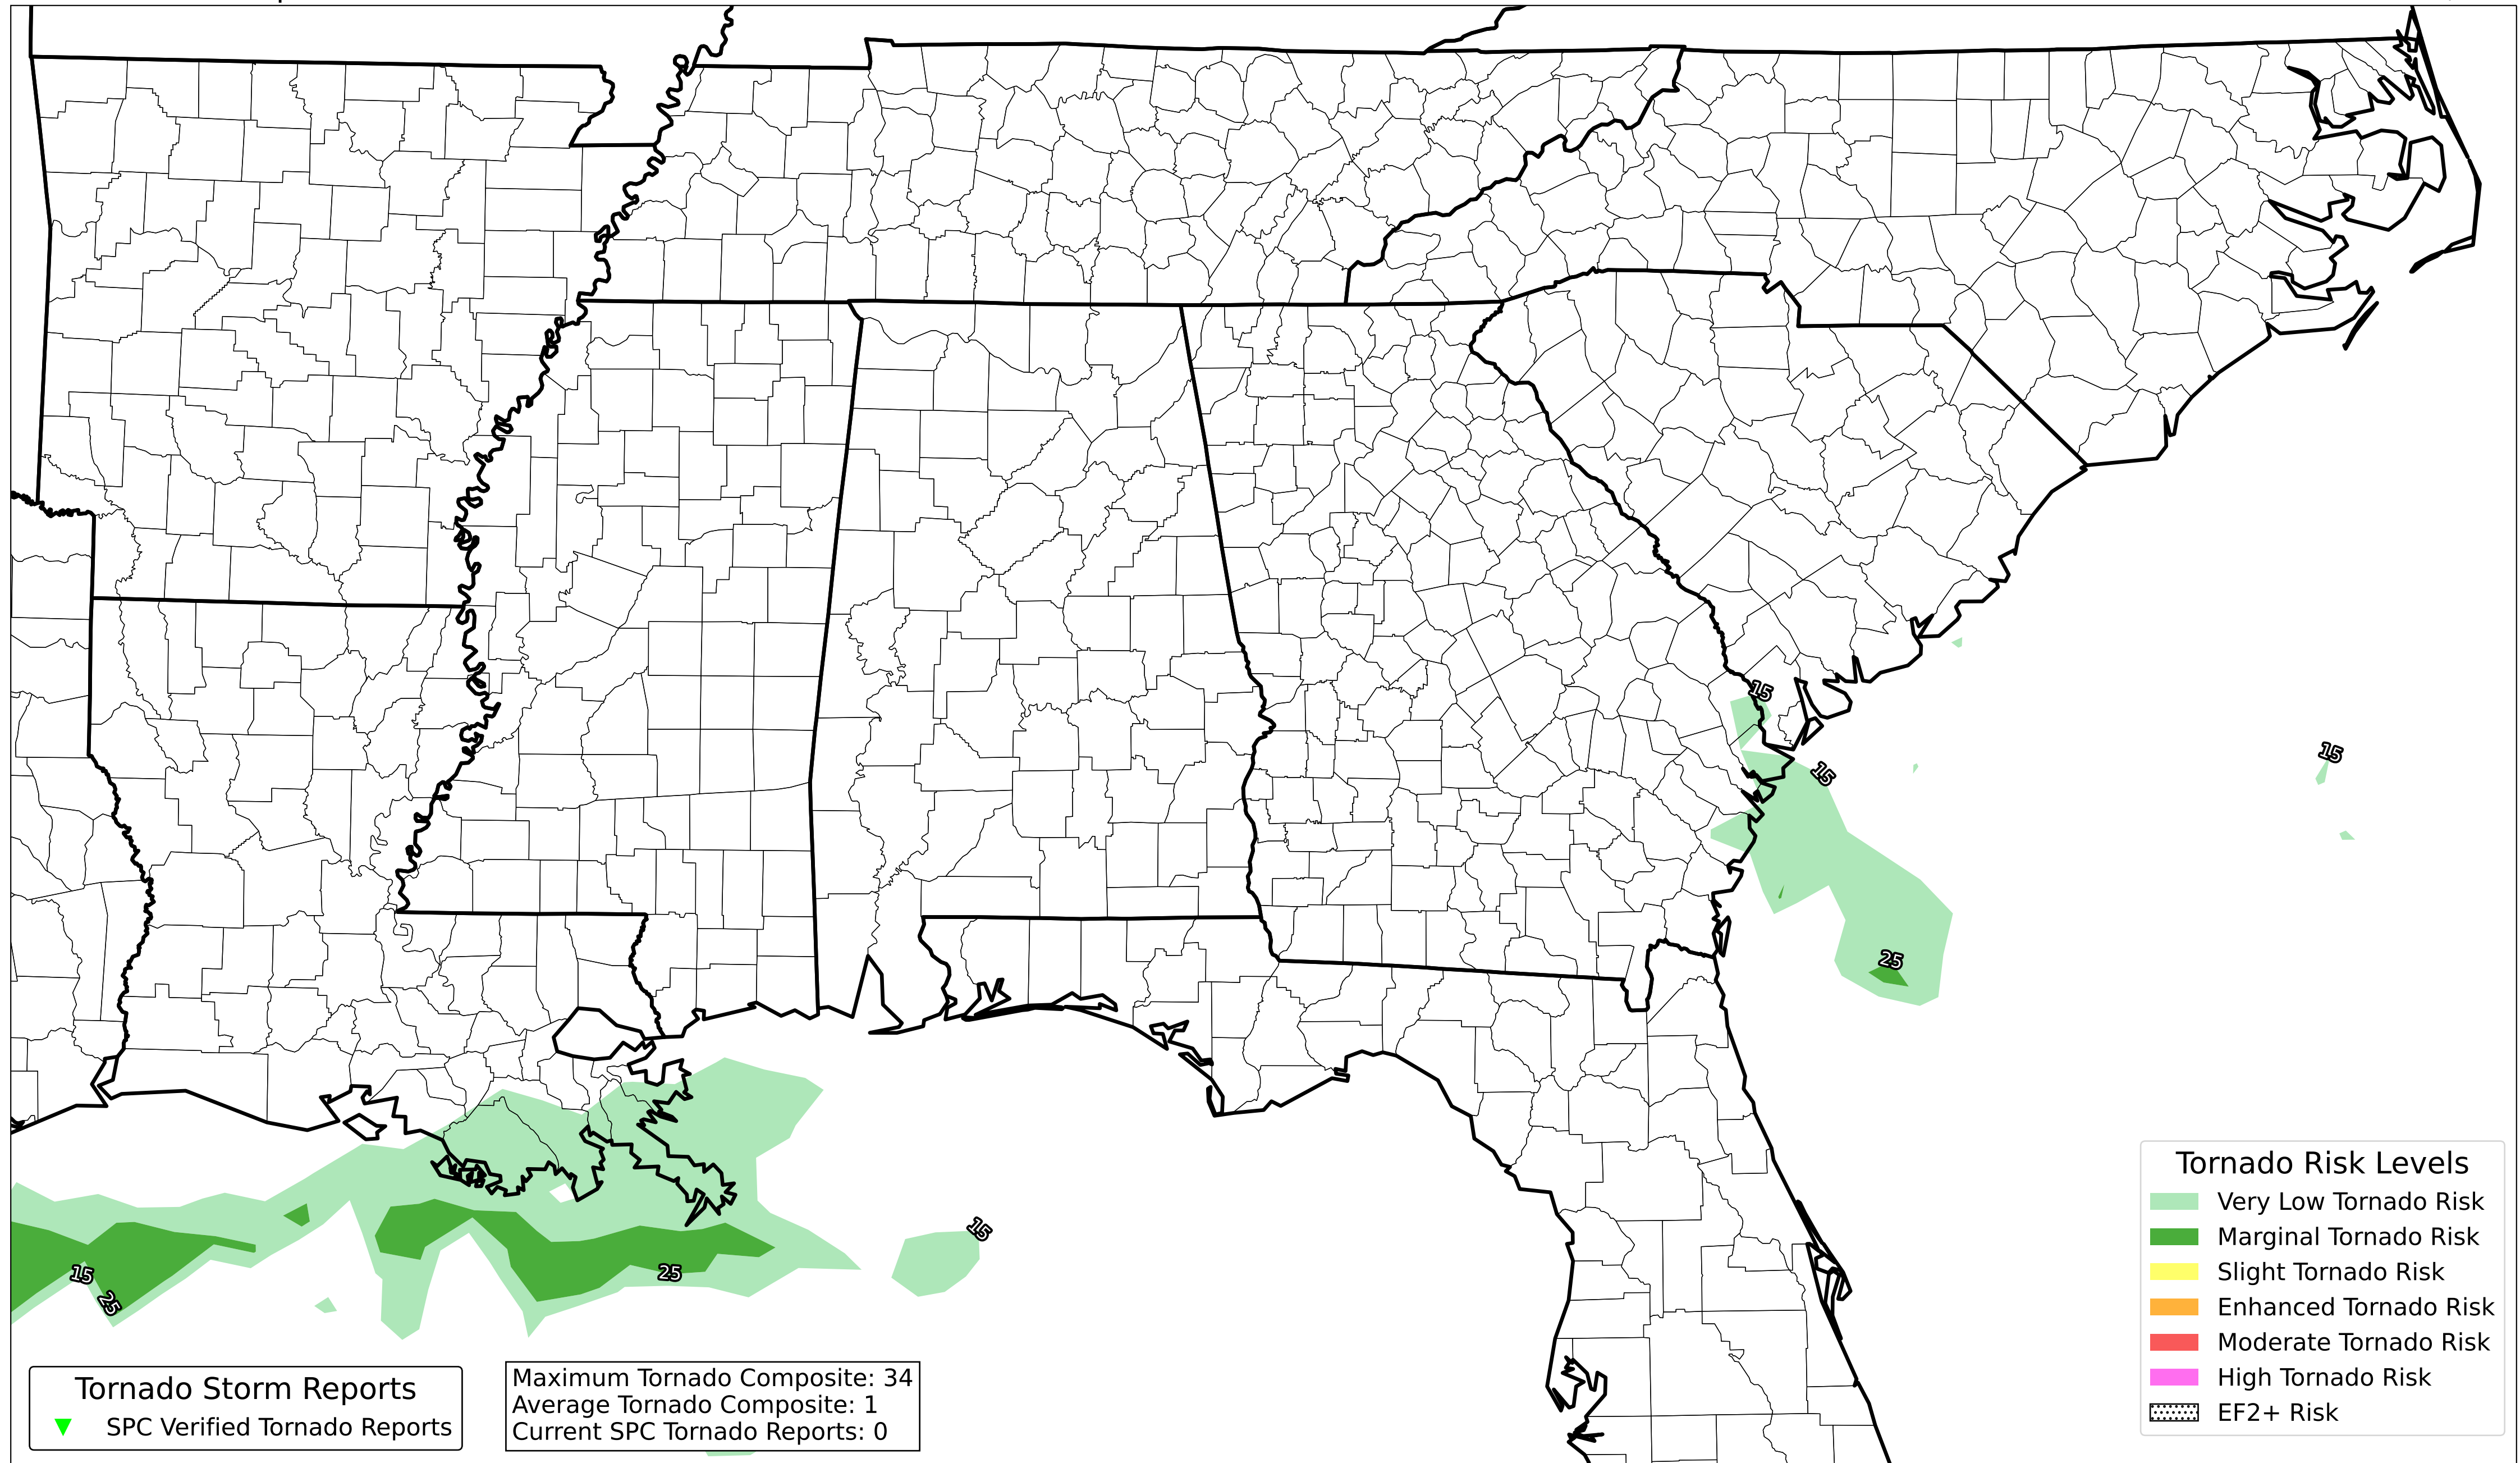 15
15
15
25
15
15
25
25
Tornado Risk Levels
Very Low Tornado Risk
Marginal Tornado Risk
Slight Tornado Risk
Enhanced Tornado Risk
Moderate Tornado Risk
High Tornado Risk
EF2+ Risk
Tornado Storm Reports
SPC Verified Tornado Reports
Maximum Tornado Composite: 34
Average Tornado Composite: 1
Current SPC Tornado Reports: 0